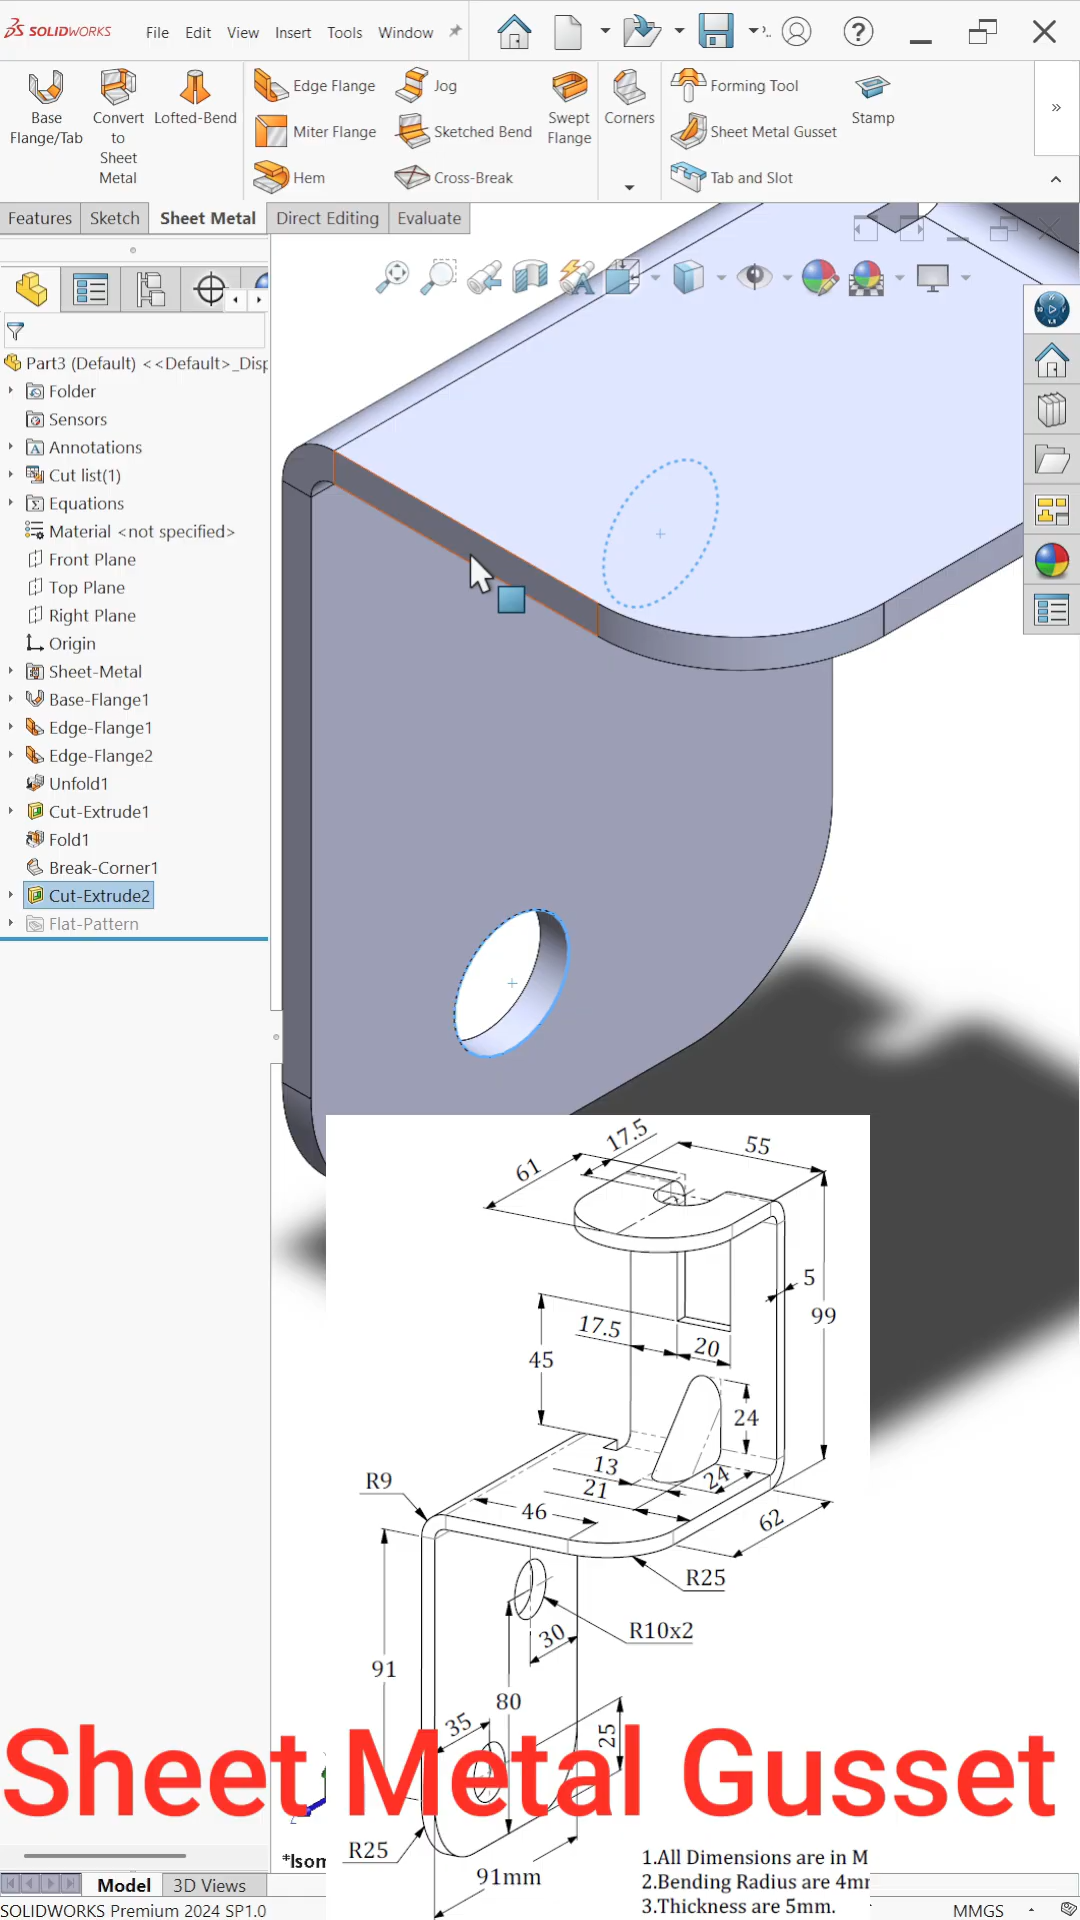 SOLIDWORKS File Edit View Insert Tools Window
Base Flange/Tab
Convert to Sheet Metal
Lofted-Bend
Edge Flange
Miter Flange
Hem
Jog
Sketched Bend
Cross-Break
Swept Flange
Corners
Forming Tool
Sheet Metal Gusset
Tab and Slot
Stamp
Features Sketch Sheet Metal Direct Editing Evaluate
Part3 (Default) <<Default>_Disp
Folder
Sensors
Annotations
Cut list(1)
Equations
Material <not specified>
Front Plane
Top Plane
Right Plane
Origin
Sheet-Metal
Base-Flange1
Edge-Flange1
Edge-Flange2
Unfold1
Cut-Extrude1
Fold1
Break-Corner1
Cut-Extrude2
Flat-Pattern
17.5
55
61
5
99
17.5
20
45
24
13
24
21
R9
46
62
R25
R10x2
30
91
80
35
25
Sheet Metal Gusset
R25
91mm
*Isom
1.All Dimensions are in M
2.Bending Radius are 4mm
3.Thickness are 5mm.
Model 3D Views
SOLIDWORKS Premium 2024 SP1.0 MMGS